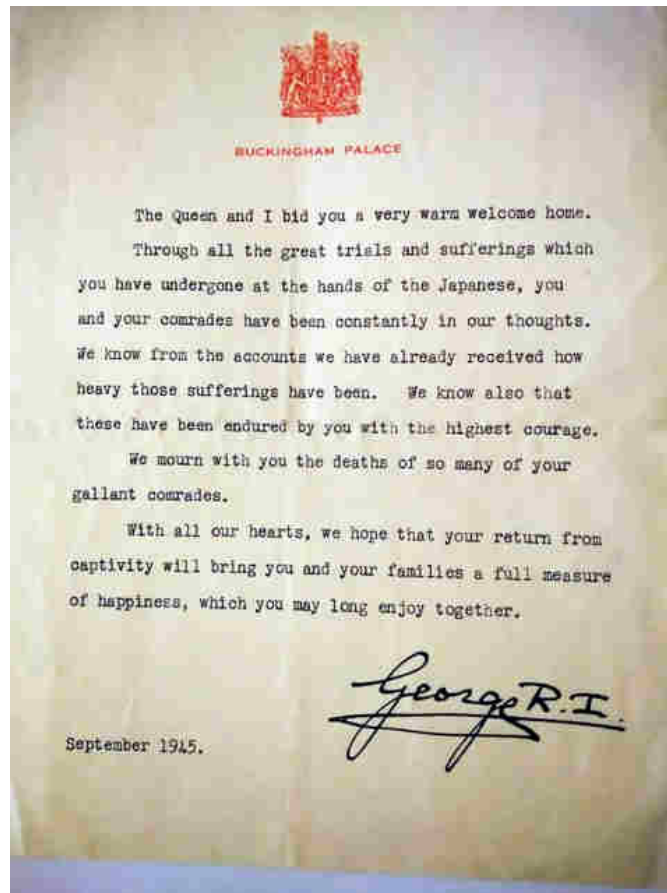 BUCKINGHAM PALACE
The Queen and I bid you a very warm welcome home.
Through all the great trials and sufferings which
you have undergone at the hands of the Japanese, you
and your comrades have been constantly in our thoughts.
We know from the accounts we have already received how
heavy those sufferings have been. We know also that
these have been endured by you with the highest courage.
We mourn with you the deaths of so many of your
gallant comrades.
With all our hearts, we hope that your return from
captivity will bring you and your families a full measure
of happiness, which you may long enjoy together.
George R.I.
September 1945.